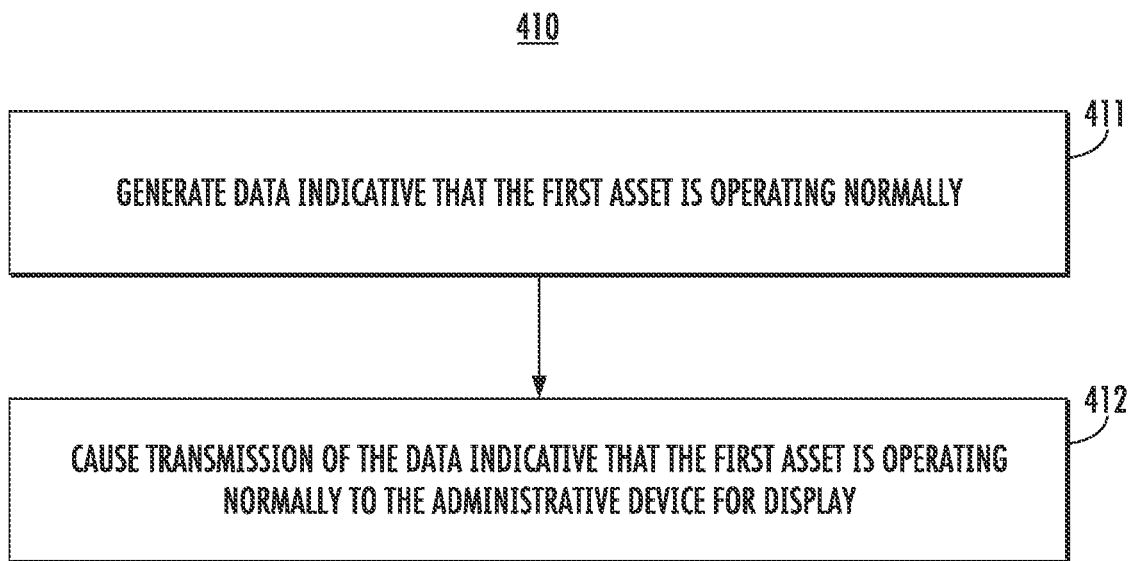 410
411
GENERATE DATA INDICATIVE THAT THE FIRST ASSET IS OPERATING NORMALLY
412
CAUSE TRANSMISSION OF THE DATA INDICATIVE THAT THE FIRST ASSET IS OPERATING
NORMALLY TO THE ADMINISTRATIVE DEVICE FOR DISPLAY